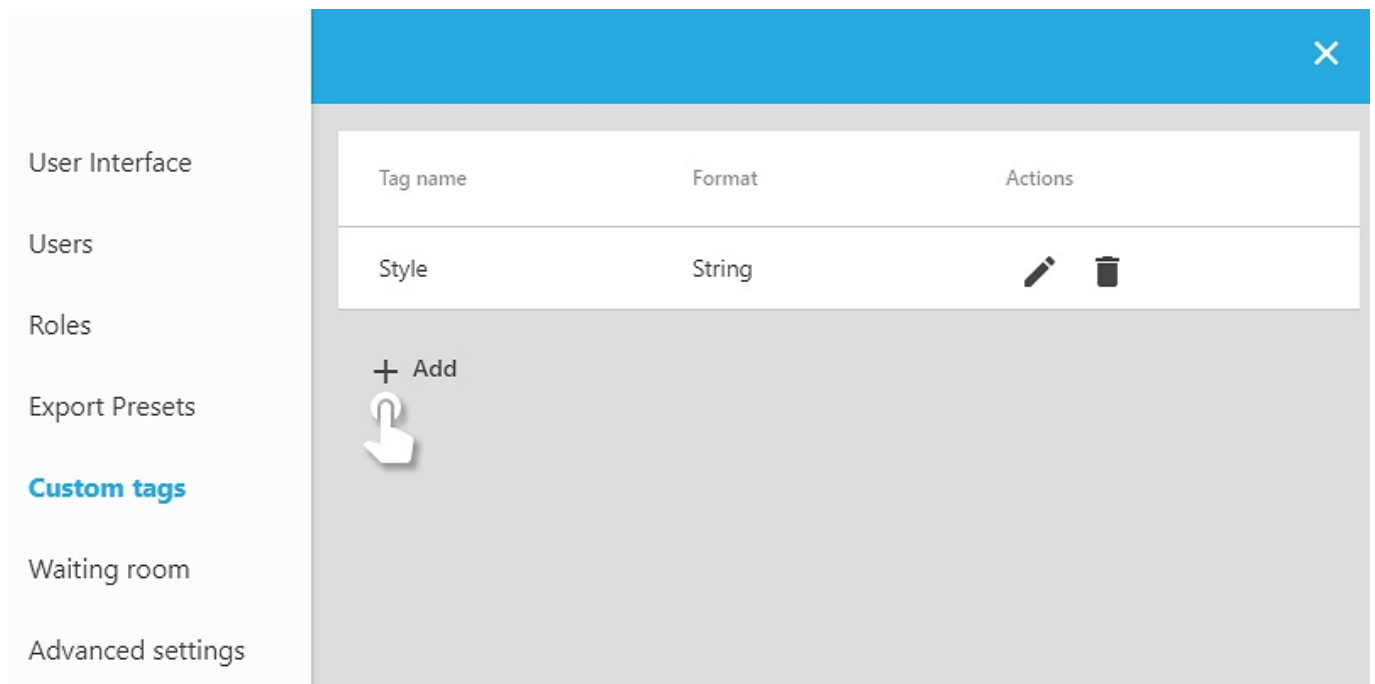 User Interface
Users
Roles
Export Presets
Custom tags
Waiting room
Advanced settings
Tag name Format Actions
Style String
+ Add